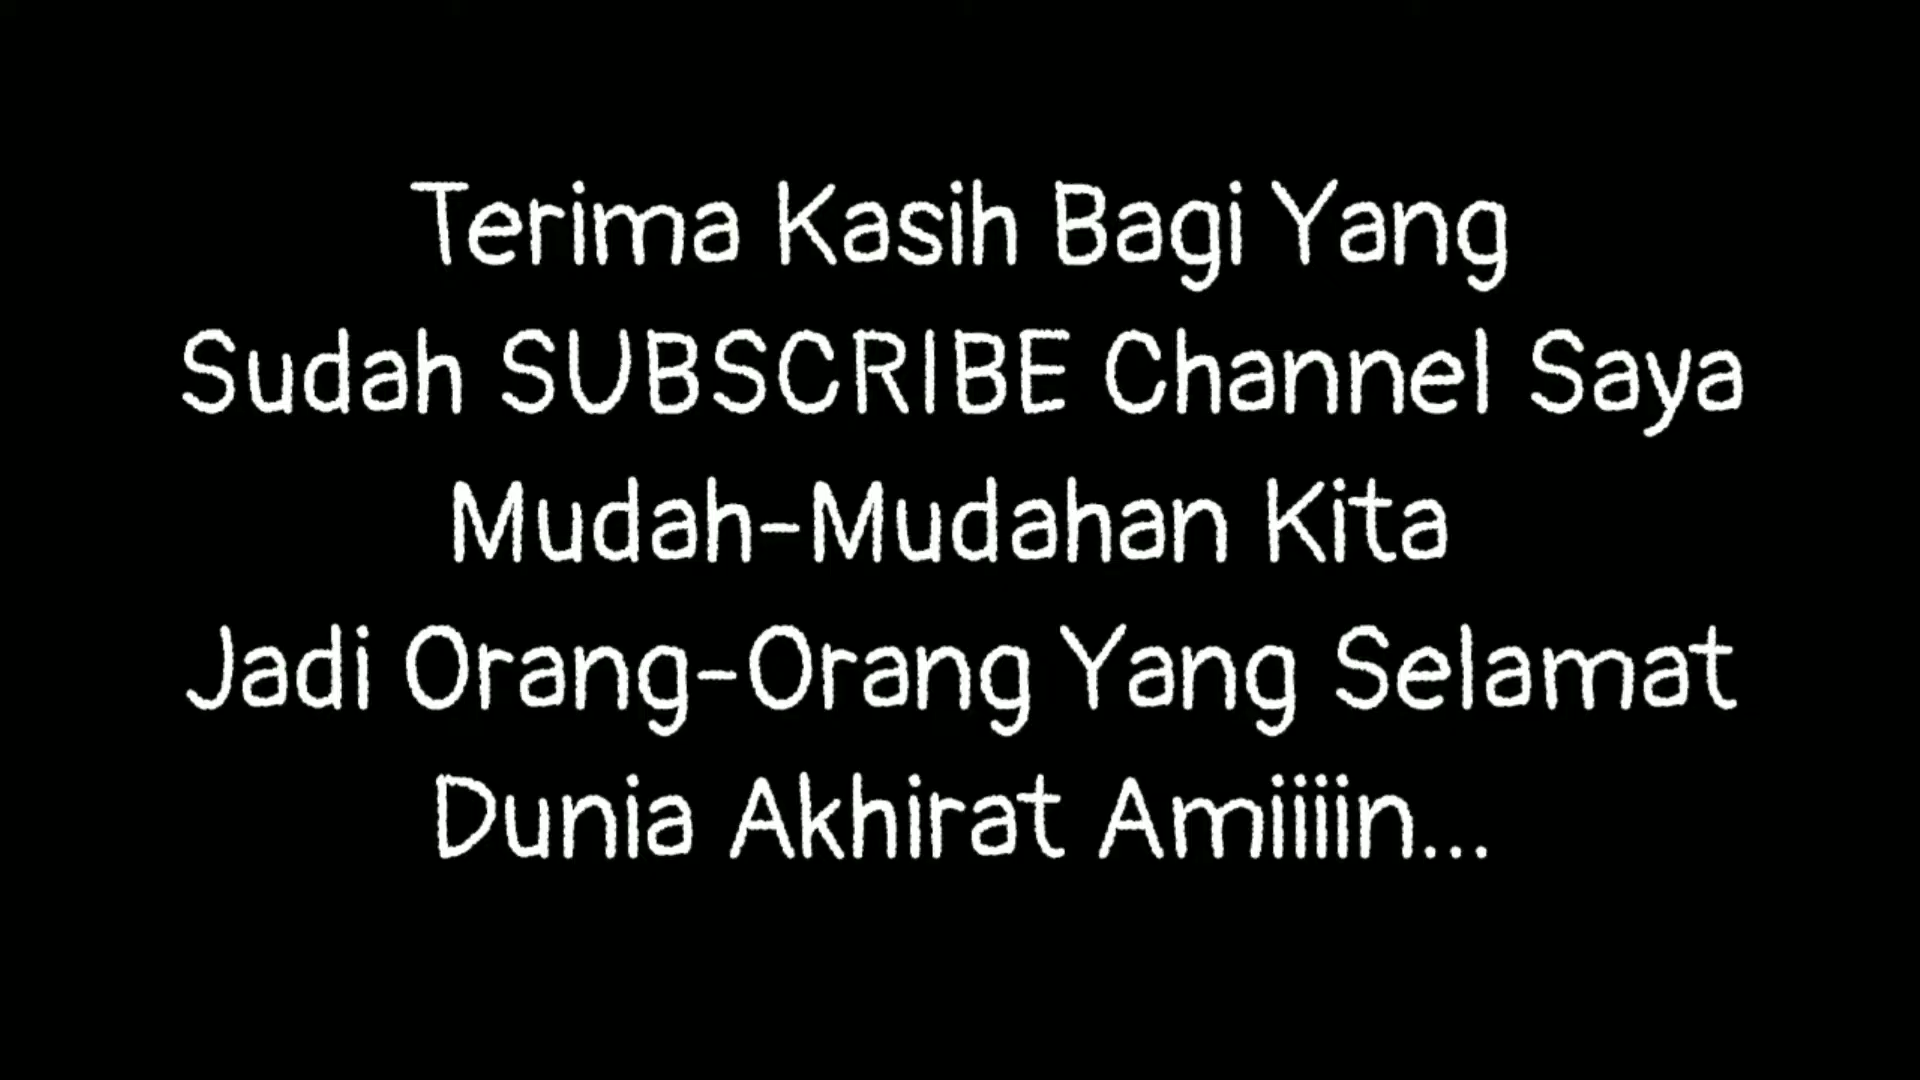 Terima Kasih Bagi Yang
Sudah SUBSCRIBE Channel Saya
Mudah-Mudahan Kita
Jadi Orang-Orang Yang Selamat
Dunia Akhirat Amiiiin...